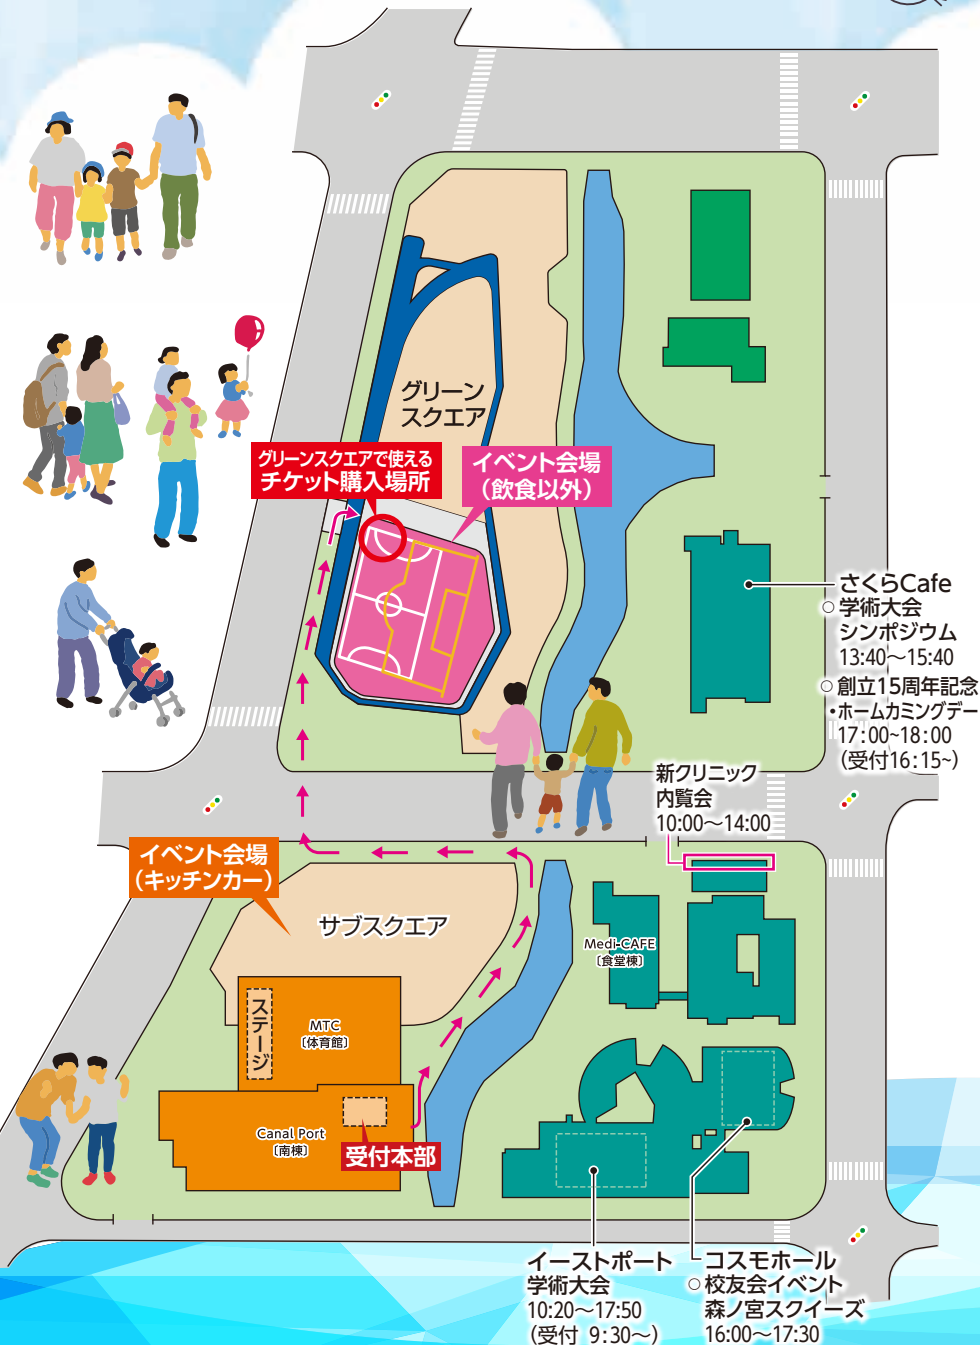 グリーン
スクエア
グリーンスクエアで使える
チケット購入場所
イベント会場
（飲食以外）
さくらCafe
○学術大会
シンポジウム
13:40～15:40
○創立15周年記念
・ホームカミングデー
17:00~18:00
（受付16:15~）
新クリニック
内覧会
10:00～14:00
イベント会場
（キッチンカー）
サブスクエア
Medi-CAFE
〔食堂棟〕
ステージ
MTC
〔体育館〕
Canal Port
〔南棟〕
受付本部
イーストポート
学術大会
10:20～17:50
（受付 9:30～）
コスモホール
○校友会イベント
森ノ宮スクイーズ
16:00～17:30